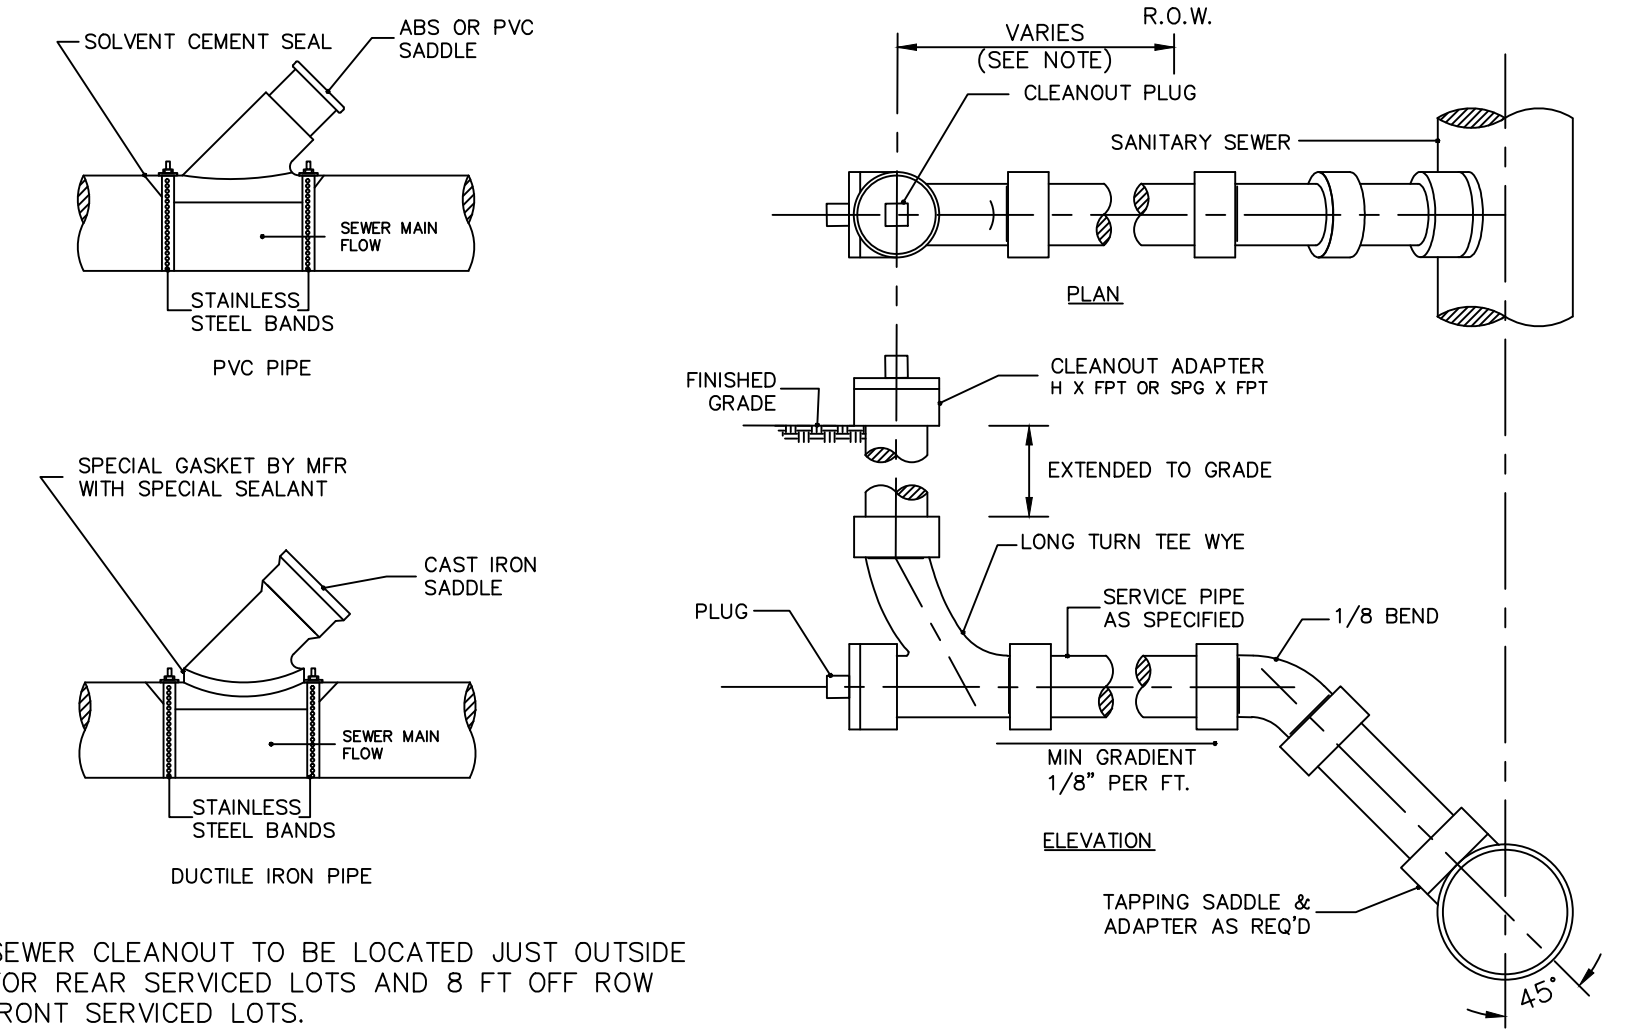 SOLVENT CEMENT SEAL
ABS OR PVC
SADDLE
SEWER MAIN
FLOW
STAINLESS
STEEL BANDS
PVC PIPE
SPECIAL GASKET BY MFR
WITH SPECIAL SEALANT
CAST IRON
SADDLE
SEWER MAIN
FLOW
STAINLESS
STEEL BANDS
DUCTILE IRON PIPE
R.O.W.
VARIES
(SEE NOTE)
CLEANOUT PLUG
SANITARY SEWER
PLAN
FINISHED
GRADE
CLEANOUT ADAPTER
H X FPT OR SPG X FPT
EXTENDED TO GRADE
LONG TURN TEE WYE
PLUG
SERVICE PIPE
AS SPECIFIED
1/8 BEND
MIN GRADIENT
1/8” PER FT.
ELEVATION
TAPPING SADDLE &
ADAPTER AS REQ'D
45°
SEWER CLEANOUT TO BE LOCATED JUST OUTSIDE
OR REAR SERVICED LOTS AND 8 FT OFF ROW
RONT SERVICED LOTS.